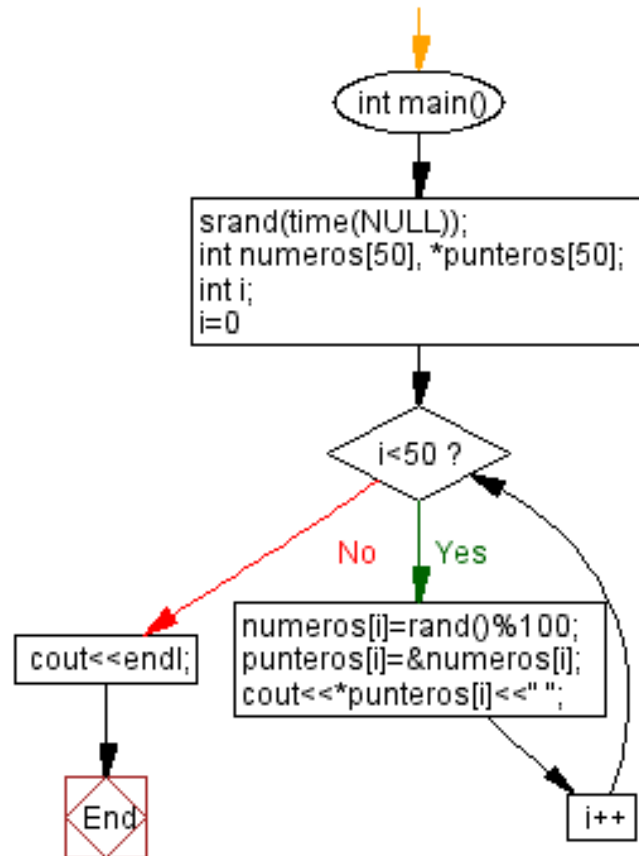 int main()
srand(time(NULL));
int numeros[50], *punteros[50];
int i;
i=0
i<50 ?
No
Yes
numeros[i]=rand()%100;
punteros[i]=&numeros[i];
cout<<*punteros[i]<<" ";
cout<<endl;
i++
End